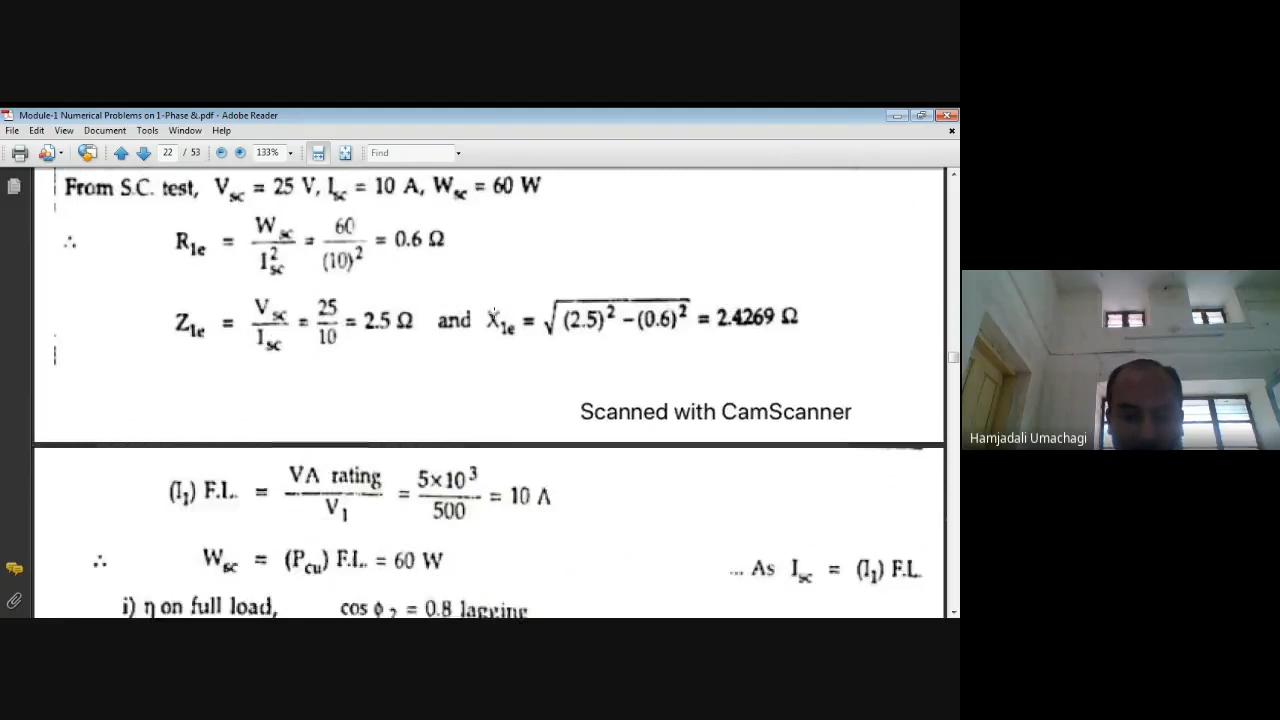 Module-1 Numerical Problems on 1-Phase &.pdf - Adobe Reader
File Edit View Document Tools Window Help
22 / 53 133% Find
From S.C. test, V_sc = 25 V, I_sc = 10 A, W_sc = 60 W
∴ R_1e = W_sc / I_sc^2 = 60 / (10)^2 = 0.6 Ω
Z_1e = V_sc / I_sc = 25 / 10 = 2.5 Ω and X_1e = √((2.5)^2 – (0.6)^2) = 2.4269 Ω
Scanned with CamScanner
(I_1) F.L. = VA rating / V_1 = 5×10^3 / 500 = 10 A
∴ W_sc = (P_cu) F.L. = 60 W ... As I_sc = (I_1) F.L.
i) η on full load, cos ϕ_2 = 0.8 lagging
Hamjadali Umachagi